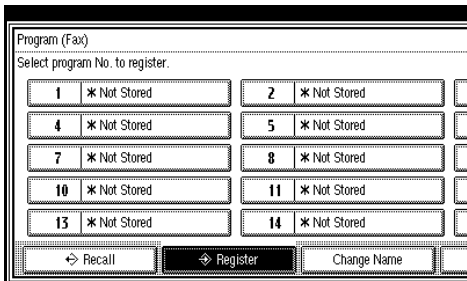 Program (Fax)
Select program No. to register.
1 ✱ Not Stored 2 ✱ Not Stored
4 ✱ Not Stored 5 ✱ Not Stored
7 ✱ Not Stored 8 ✱ Not Stored
10 ✱ Not Stored 11 ✱ Not Stored
13 ✱ Not Stored 14 ✱ Not Stored
Recall Register Change Name